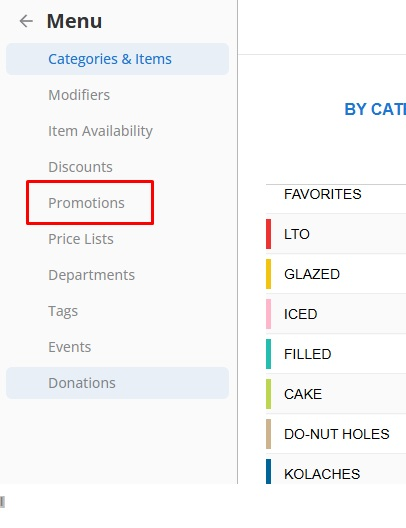 Menu
Categories & Items
Modifiers
Item Availability
Discounts
Promotions
Price Lists
Departments
Tags
Events
Donations
BY
FAVORITES
LTO
GLAZED
ICED
FILLED
CAKE
DO-NUT HOLES
KOLACHES